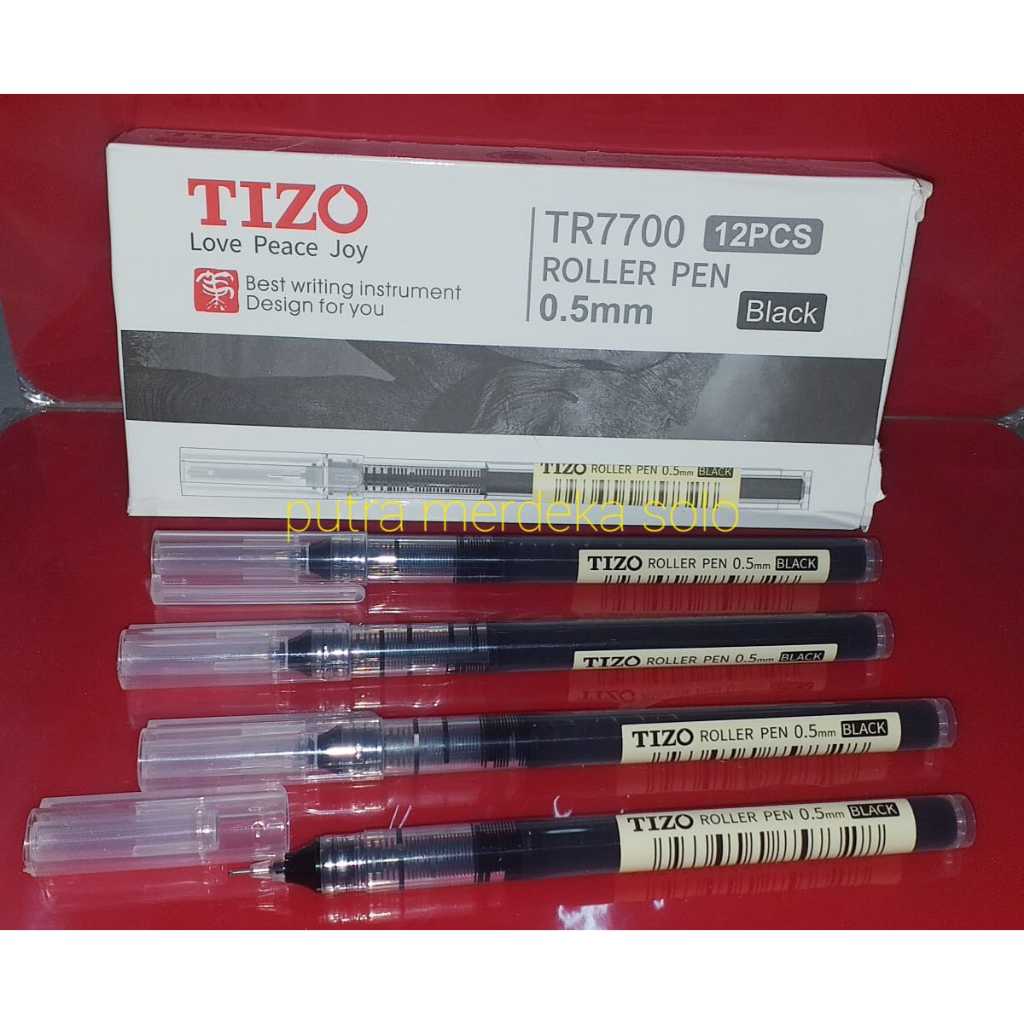 TIZO
Love Peace Joy
Best writing instrument
Design for you
TR7700 12PCS
ROLLER PEN
0.5mm Black
TIZO ROLLER PEN 0.5mm BLACK
putra merdeka solo
TIZO ROLLER PEN 0.5mm BLACK
TIZO ROLLER PEN 0.5mm BLACK
TIZO ROLLER PEN 0.5mm BLACK
TIZO ROLLER PEN 0.5mm BLACK